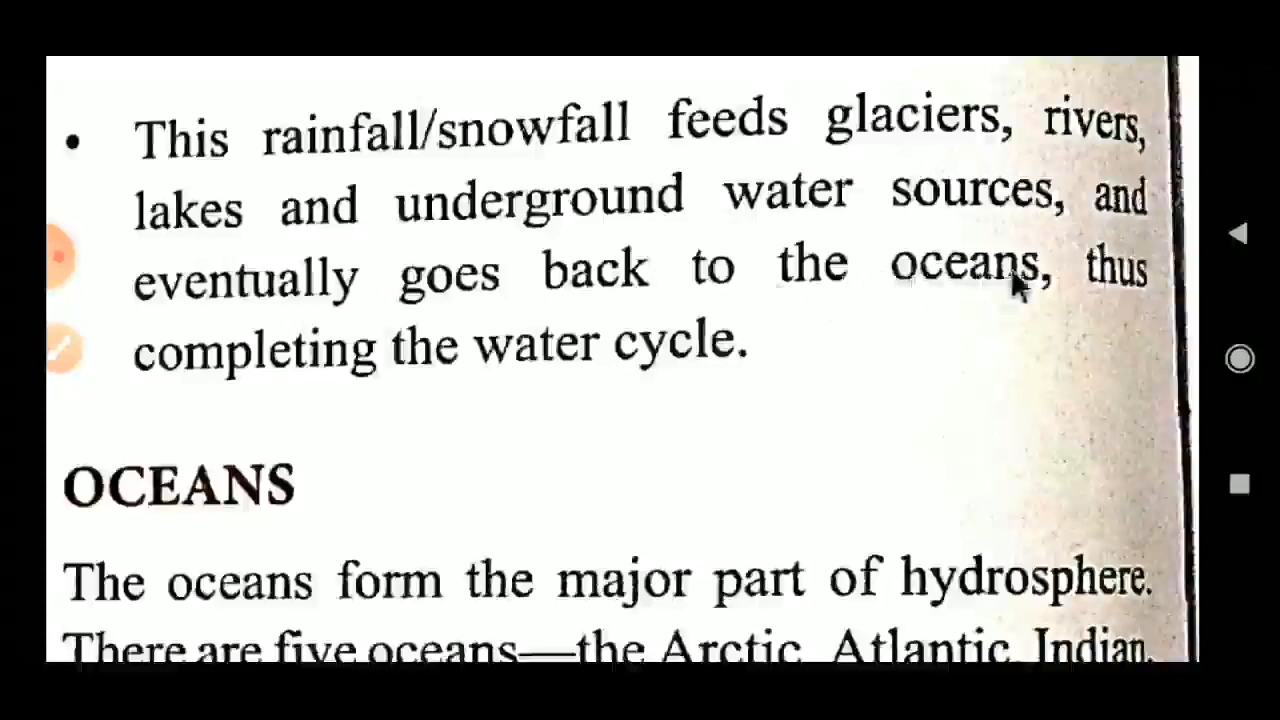 • This rainfall/snowfall feeds glaciers, rivers,
lakes and underground water sources, and
eventually goes back to the oceans, thus
completing the water cycle.
OCEANS
The oceans form the major part of hydrosphere.
There are five oceans—the Arctic, Atlantic, Indian,